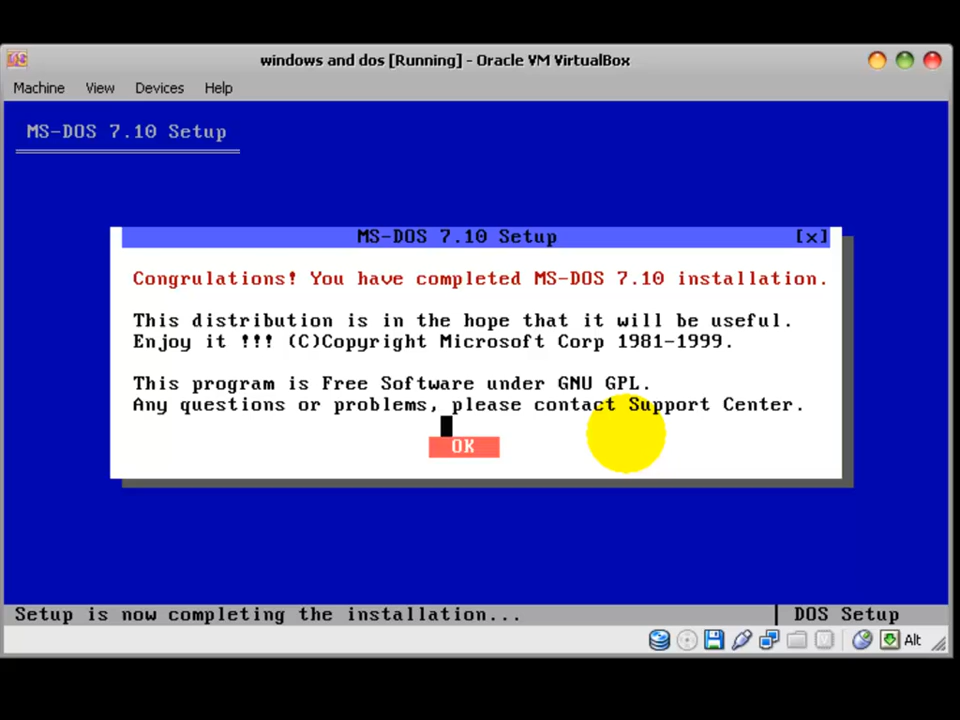 windows and dos [Running] - Oracle VM VirtualBox
Machine View Devices Help
MS-DOS 7.10 Setup
MS-DOS 7.10 Setup [x]
Congrulations! You have completed MS-DOS 7.10 installation.
This distribution is in the hope that it will be useful.
Enjoy it !!! (C)Copyright Microsoft Corp 1981-1999.
This program is Free Software under GNU GPL.
Any questions or problems, please contact Support Center.
OK
Setup is now completing the installation... DOS Setup
Alt